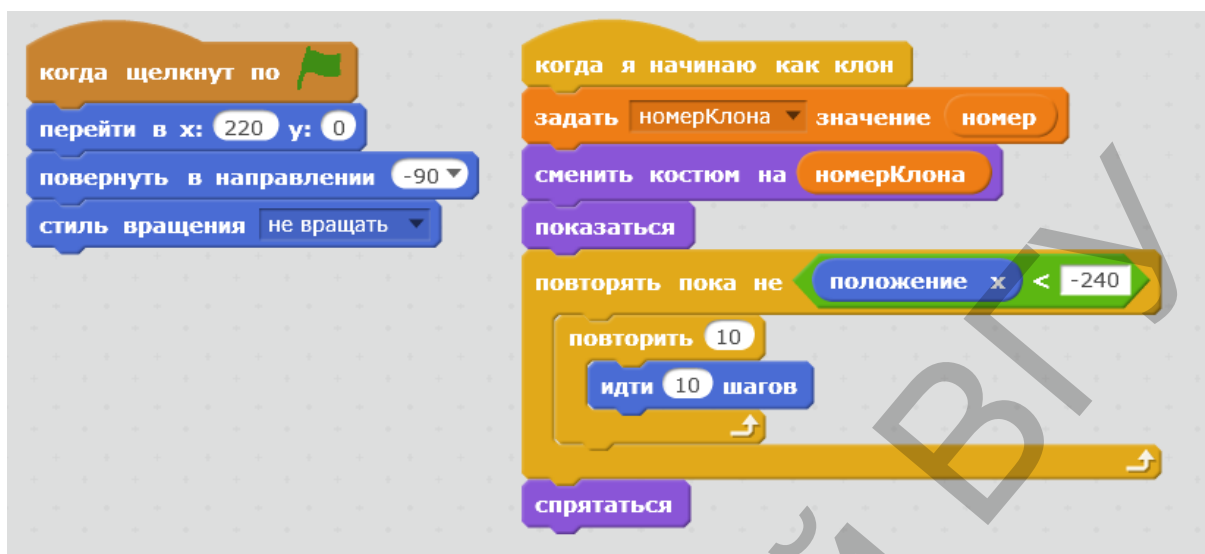 когда щелкнут по
перейти в x: 220 y: 0
повернуть в направлении -90
стиль вращения не вращать
когда я начинаю как клон
задать номерКлона значение номер
сменить костюм на номерКлона
показаться
повторять пока не положение x < -240
повторить 10
идти 10 шагов
спрятаться
й ВГУ